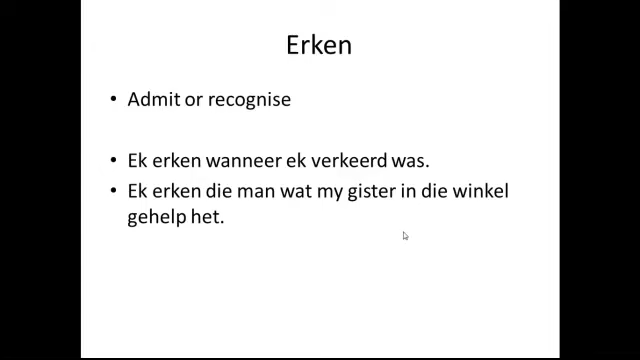 Erken
• Admit or recognise
• Ek erken wanneer ek verkeerd was.
• Ek erken die man wat my gister in die winkel
gehelp het.